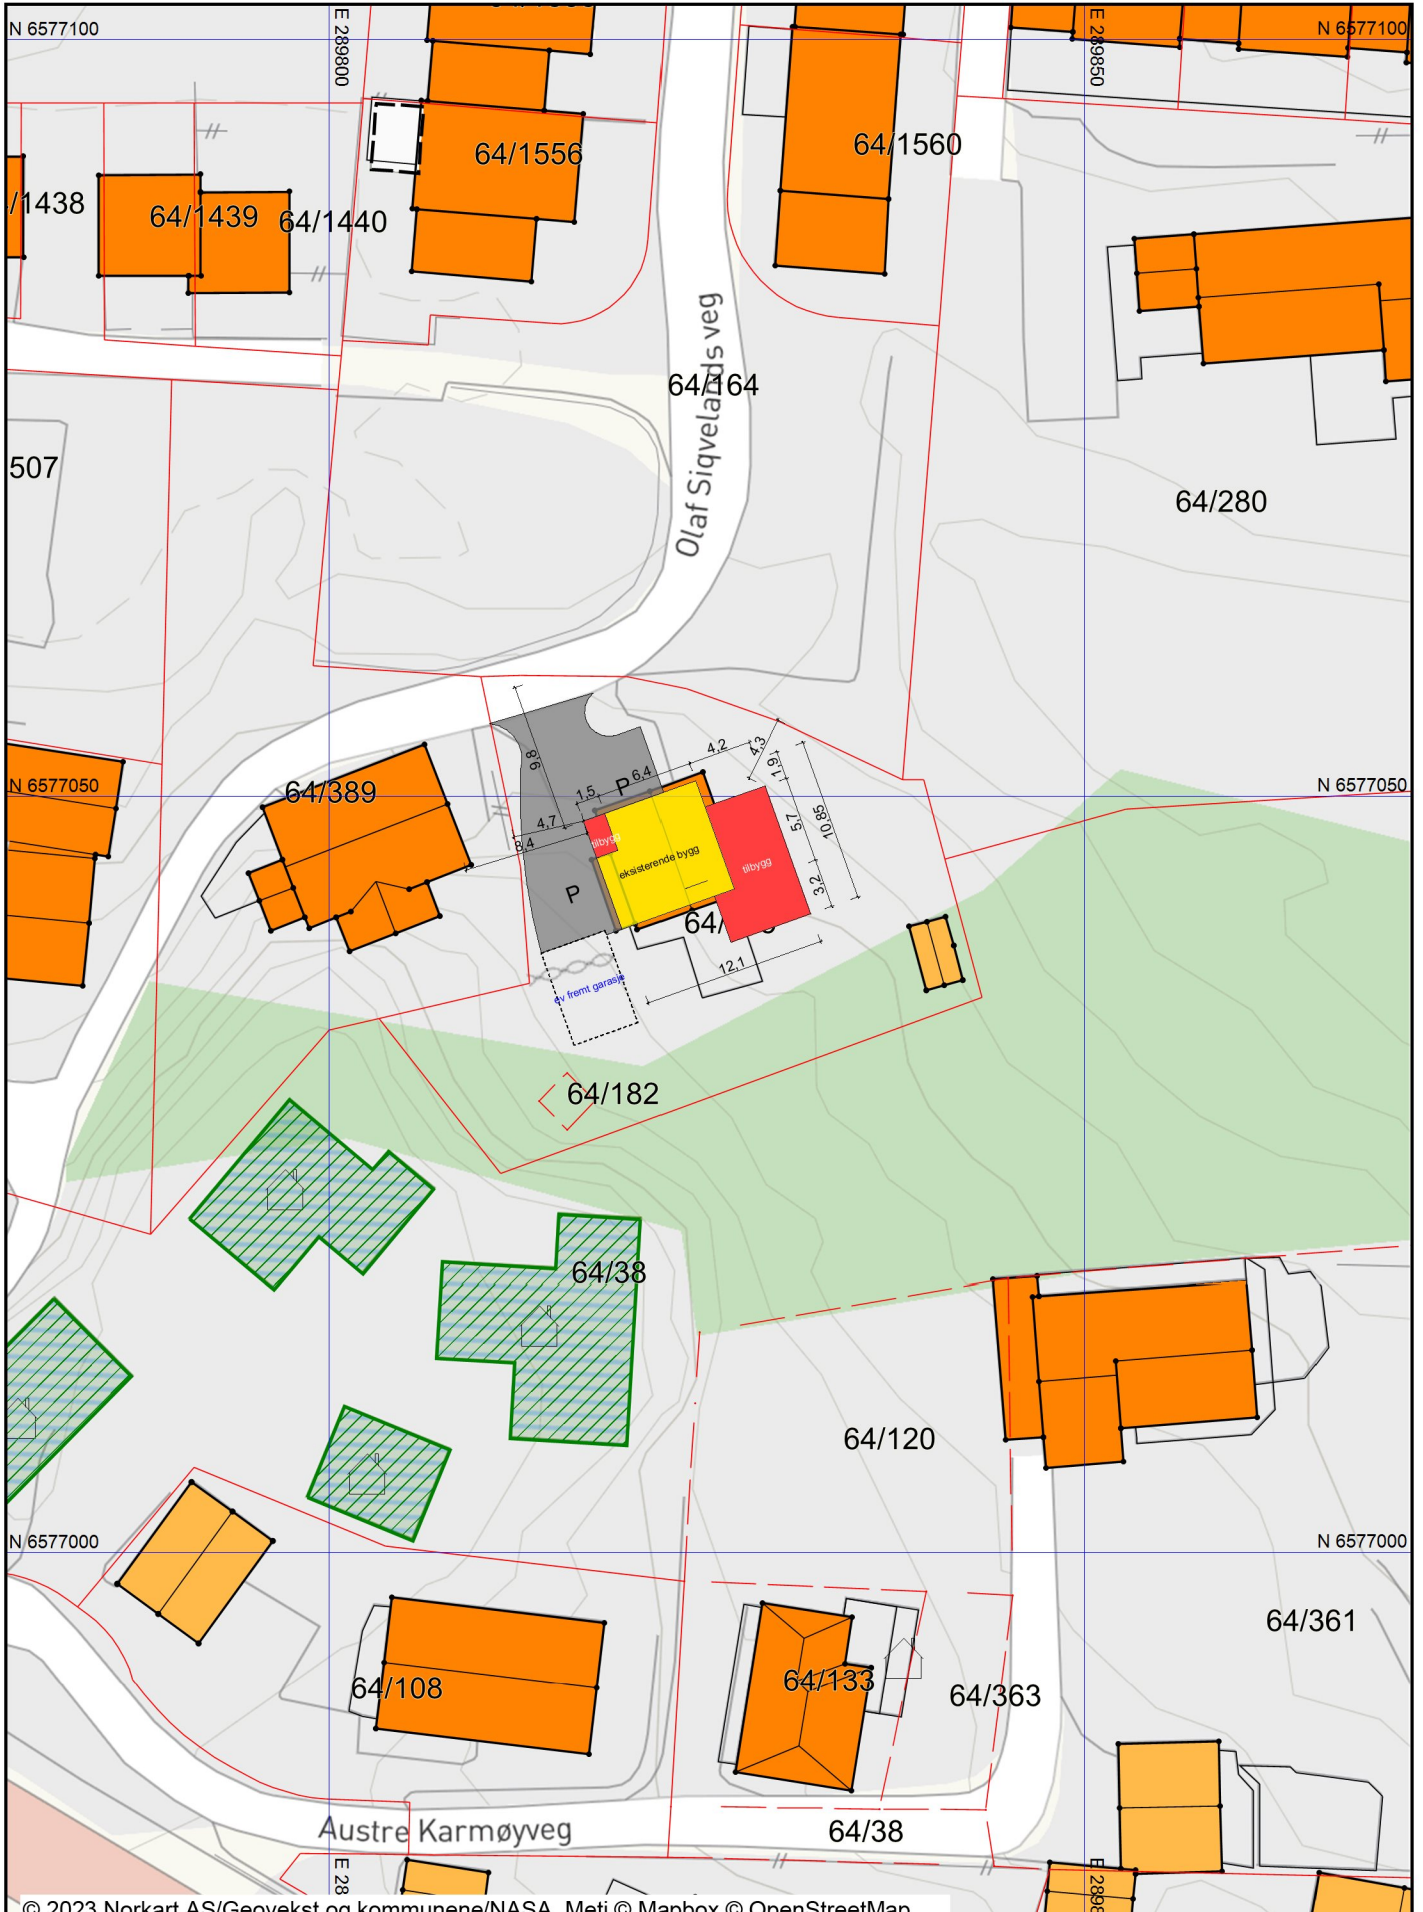 N 6577100
E 289800
E 289850
N 6577100
64/1556
64/1560
/1438
64/1439
64/1440
64/164
Olaf Siqvelands veg
507
64/280
N 6577050
64/389
9,8
4,2
4,3
P
6,4
1,9
1,5
4,7
8,4
5,7
10,85
3,2
tilbygg
eksisterende bygg
tilbygg
P
64/
12,1
ev fremt garasje
N 6577050
64/182
64/38
64/120
N 6577000
N 6577000
64/361
64/108
64/133
64/363
Austre Karmøyveg
64/38
E 28
E 2898
© 2023 Norkart AS/Geovekst og kommunene/NASA, Meti © Mapbox © OpenStreetMap